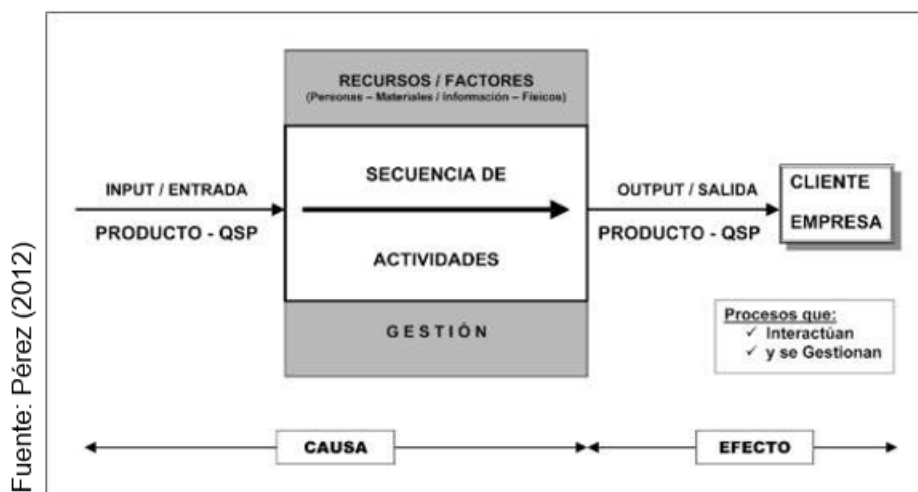 Fuente: Pérez (2012)
RECURSOS / FACTORES
(Personas – Materiales / Información – Físicos)
INPUT / ENTRADA
PRODUCTO - QSP
SECUENCIA DE
ACTIVIDADES
OUTPUT / SALIDA
PRODUCTO - QSP
CLIENTE
EMPRESA
GESTIÓN
Procesos que:
✓ Interactúan
✓ y se Gestionan
CAUSA
EFECTO